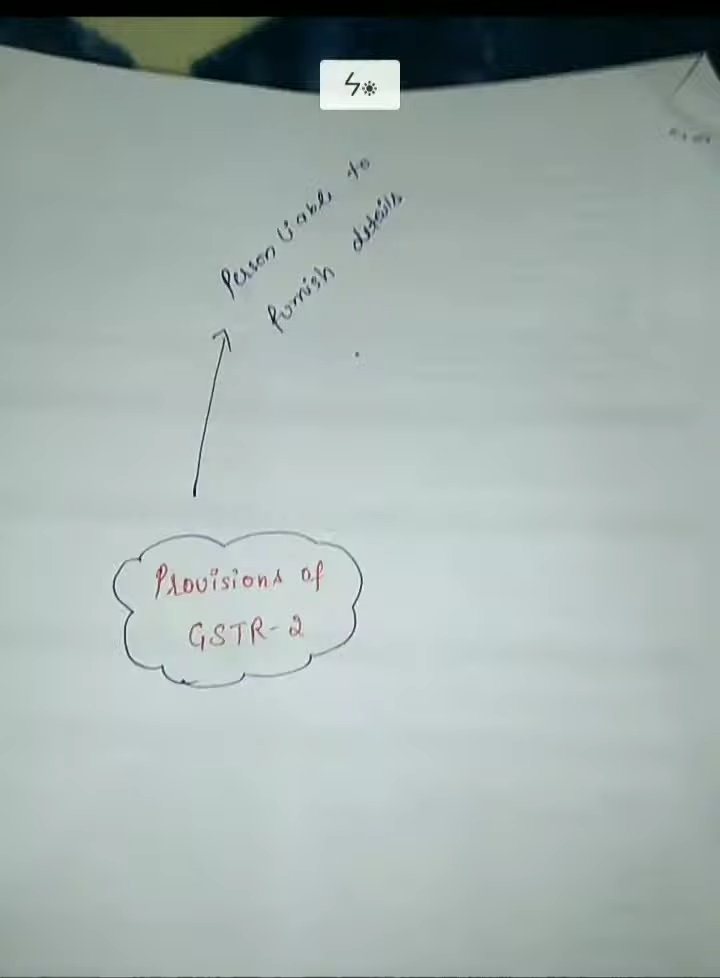 Person liable to
furnish details
Provisions of
GSTR-2